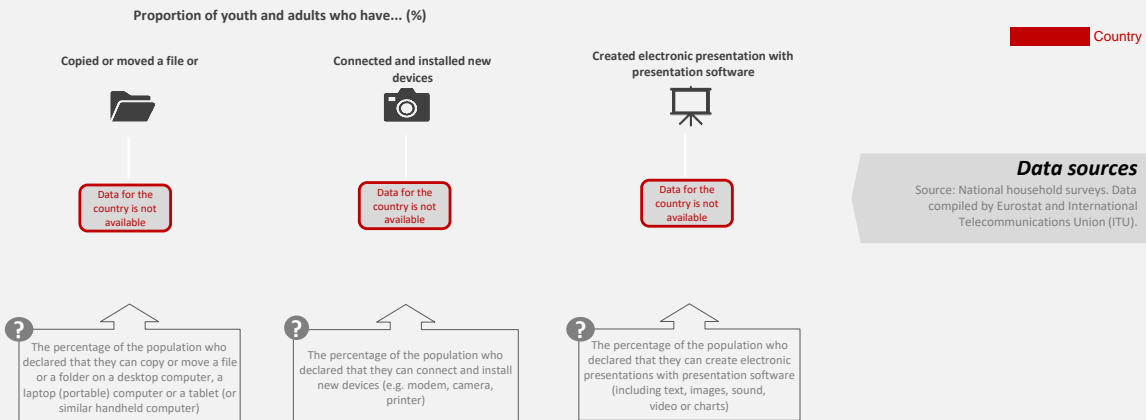 Proportion of youth and adults who have... (%)
Country
Copied or moved a file or
Connected and installed new
devices
Created electronic presentation with
presentation software
Data for the
country is not
available
Data for the
country is not
available
Data for the
country is not
available
Data sources
Source: National household surveys. Data
compiled by Eurostat and International
Telecommunications Union (ITU).
?
The percentage of the population who
declared that they can copy or move a file
or a folder on a desktop computer, a
laptop (portable) computer or a tablet (or
similar handheld computer)
?
The percentage of the population who
declared that they can connect and install
new devices (e.g. modem, camera,
printer)
?
The percentage of the population who
declared that they can create electronic
presentations with presentation software
(including text, images, sound,
video or charts)